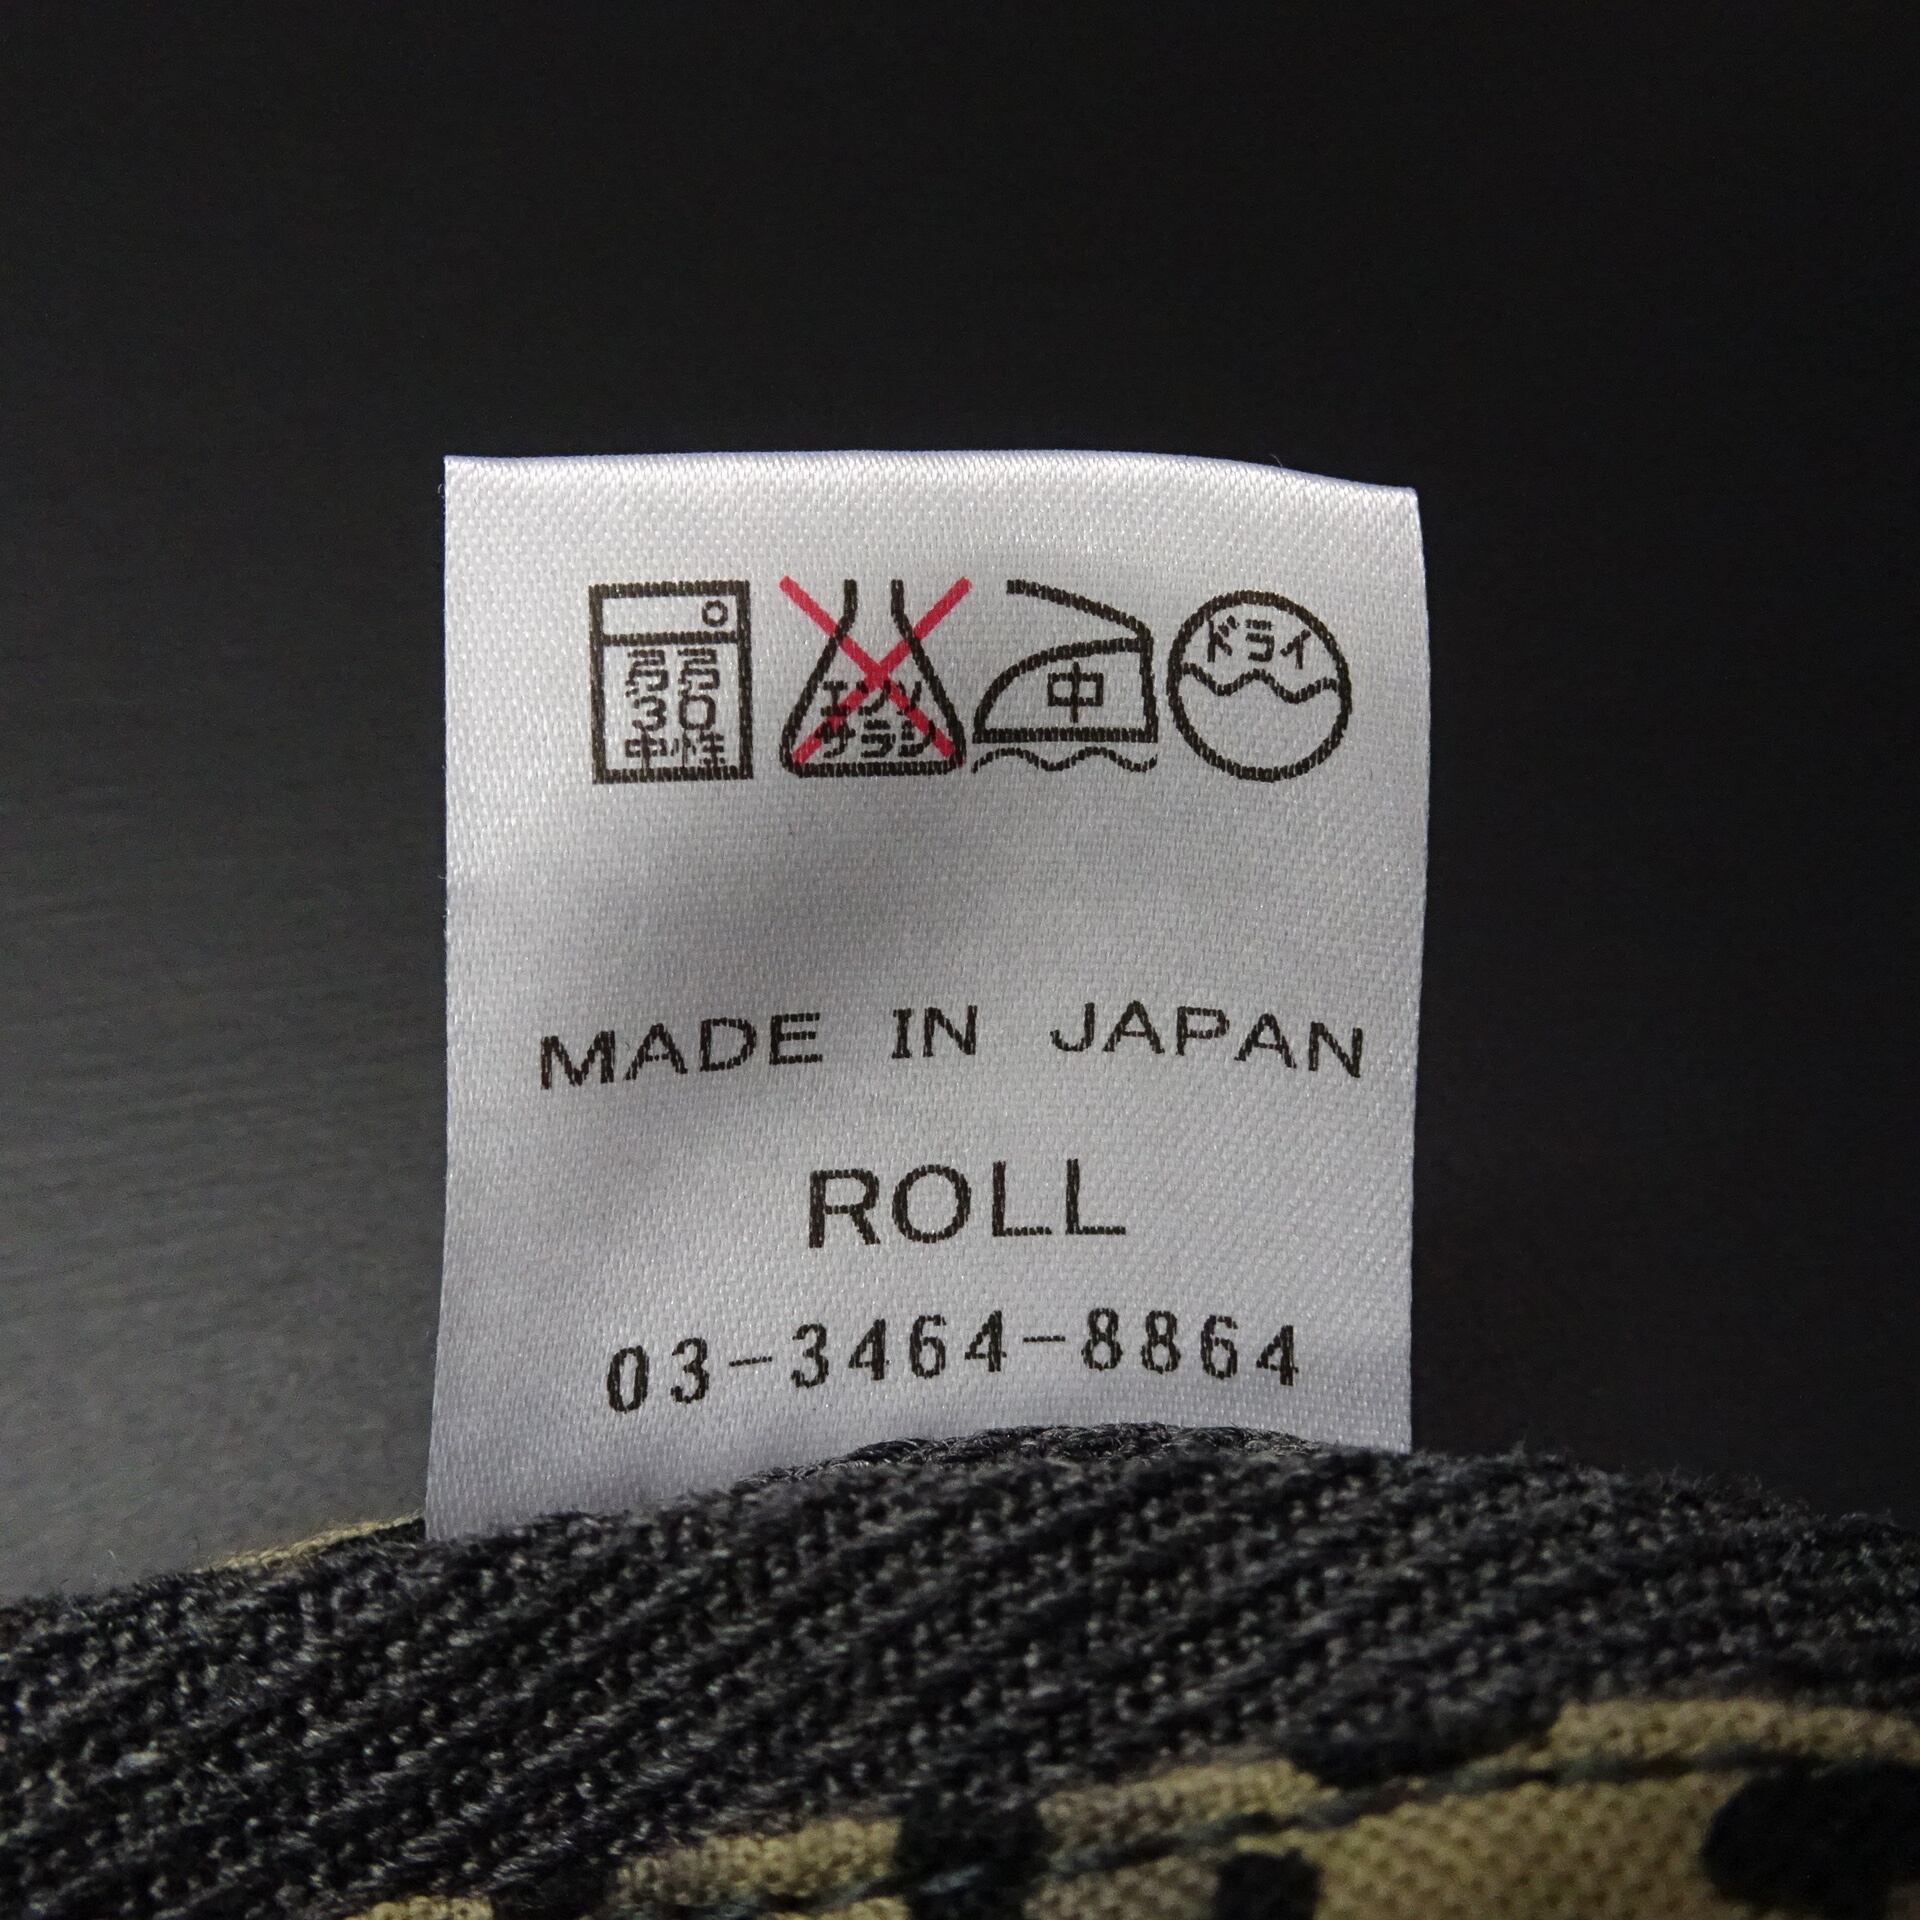 弱
30
中性
エンソ
サラシ
中
ドライ
MADE IN JAPAN
ROLL
03-3464-8864